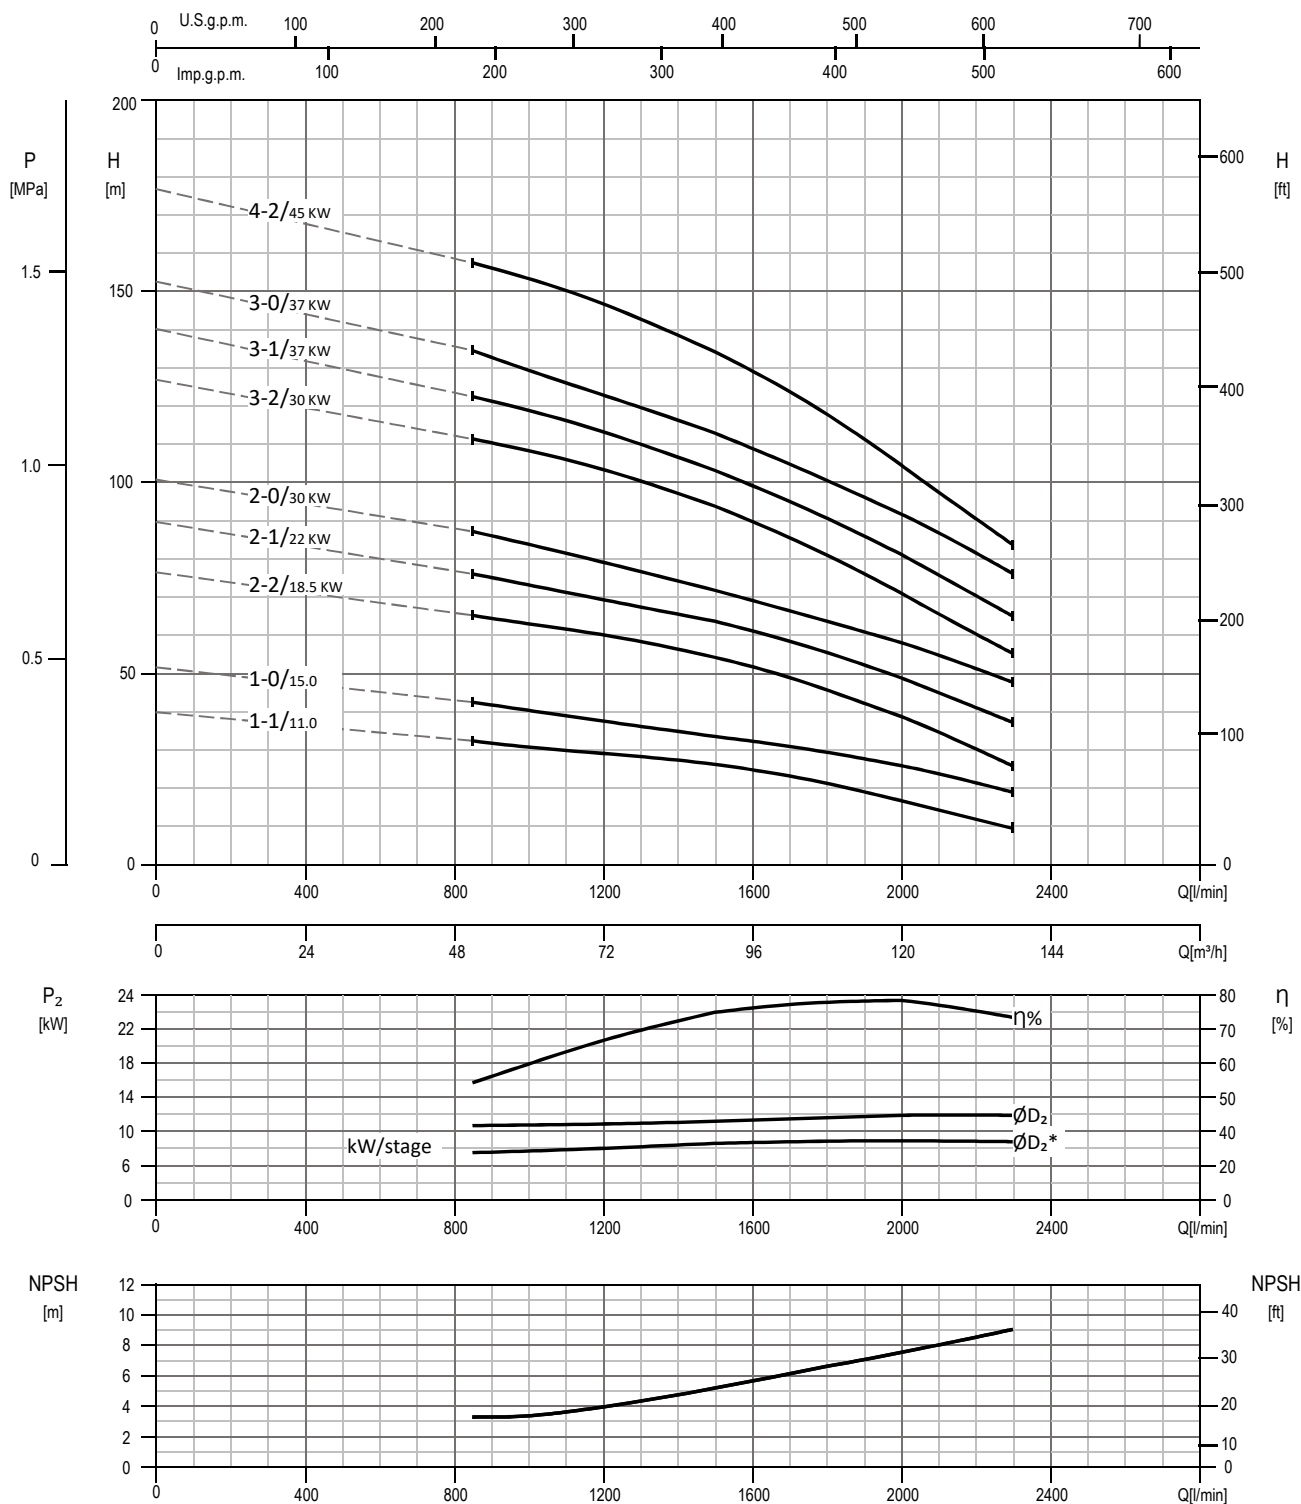 0 U.S.g.p.m. 100 200 300 400 500 600 700
0 Imp.g.p.m. 100 200 300 400 500 600
P
[MPa]
1.5
1.0
0.5
0
H
[m]
200
150
100
50
0
H
[ft]
600
500
400
300
200
100
0
4-2/45 KW
3-0/37 KW
3-1/37 KW
3-2/30 KW
2-0/30 KW
2-1/22 KW
2-2/18.5 KW
1-0/15.0
1-1/11.0
0 400 800 1200 1600 2000 2400 Q[l/min]
0 24 48 72 96 120 144 Q[m³/h]
P₂
[kW]
24
22
18
14
10
6
0
η
[%]
80
70
60
50
40
20
0
η%
ØD₂
kW/stage
ØD₂*
0 400 800 1200 1600 2000 2400 Q[l/min]
NPSH
[m]
12
10
8
6
4
2
0
NPSH
[ft]
40
30
20
10
0
0 400 800 1200 1600 2000 2400 Q[l/min]